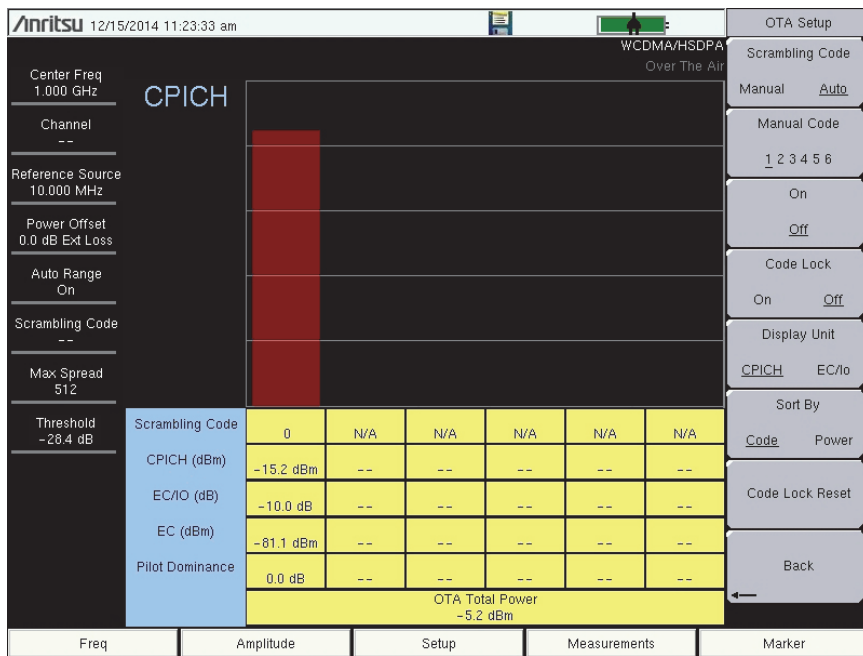 Anritsu 12/15/2014 11:23:33 am
WCDMA/HSDPA
Over The Air
Center Freq
1.000 GHz
Channel
--
Reference Source
10.000 MHz
Power Offset
0.0 dB Ext Loss
Auto Range
On
Scrambling Code
--
Max Spread
512
Threshold
-28.4 dB
CPICH
Scrambling Code 0 N/A N/A N/A N/A N/A
CPICH (dBm) -15.2 dBm -- -- -- -- --
EC/IO (dB) -10.0 dB -- -- -- -- --
EC (dBm) -81.1 dBm -- -- -- -- --
Pilot Dominance 0.0 dB -- -- -- -- --
OTA Total Power
-5.2 dBm
OTA Setup
Scrambling Code
Manual Auto
Manual Code
1 2 3 4 5 6
On
Off
Code Lock
On Off
Display Unit
CPICH EC/Io
Sort By
Code Power
Code Lock Reset
Back
Freq Amplitude Setup Measurements Marker